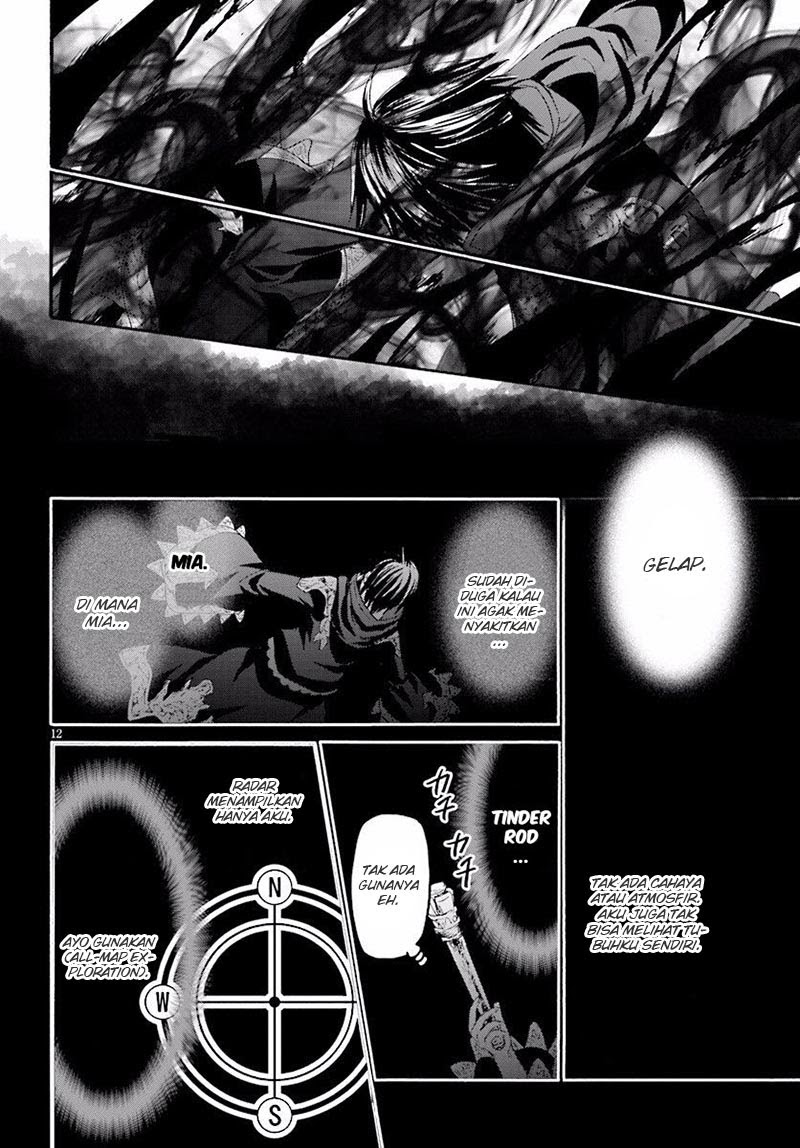 GELAP.
TAK ADA CAHAYA
ATAU ATMOSFIR.
AKU JUGA TAK
BISA MELIHAT TU-
BUHKU SENDIRI.
SUDAH DI-
DUGA KALAU
INI AGAK ME-
NYAKITKAN
...
MIA.
DI MANA
MIA...
12
TINDER
ROD
...
カチ
カチ
TAK ADA
GUNANYA
EH.
RADAR
MENAMPILKAN
HANYA AKU.
AYO GUNAKAN
(ALL-MAP EX-
PLORATION).
N
W
S